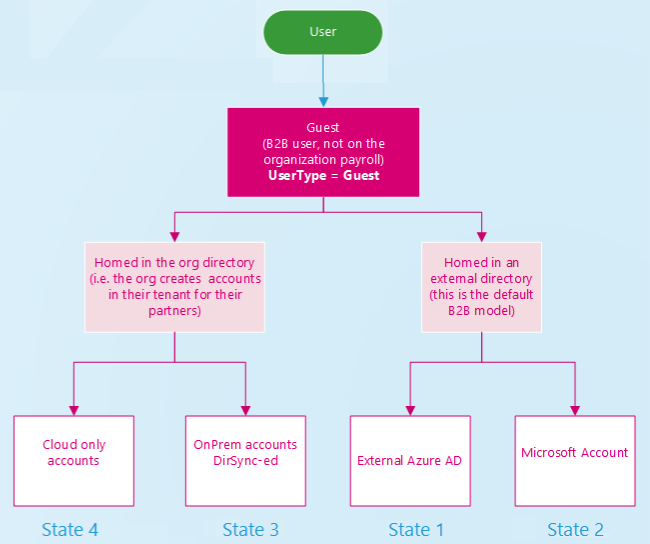 User
Guest
(B2B user, not on the
organization payroll)
UserType = Guest
Homed in the org directory
(i.e. the org creates accounts
in their tenant for their
partners)
Homed in an
external directory
(this is the default
B2B model)
Cloud only
accounts
OnPrem accounts
DirSync-ed
External Azure AD
Microsoft Account
State 4
State 3
State 1
State 2